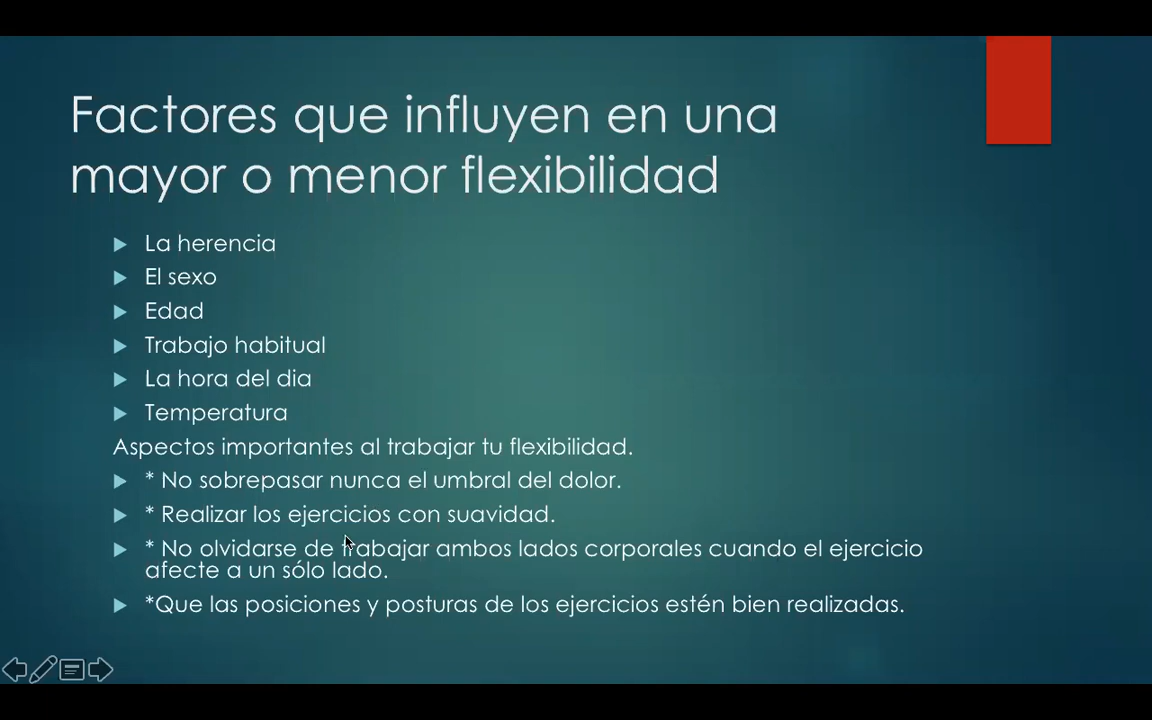 Factores que influyen en una
mayor o menor flexibilidad
La herencia
El sexo
Edad
Trabajo habitual
La hora del dia
Temperatura
Aspectos importantes al trabajar tu flexibilidad.
* No sobrepasar nunca el umbral del dolor.
* Realizar los ejercicios con suavidad.
* No olvidarse de trabajar ambos lados corporales cuando el ejercicio
afecte a un sólo lado.
*Que las posiciones y posturas de los ejercicios estén bien realizadas.